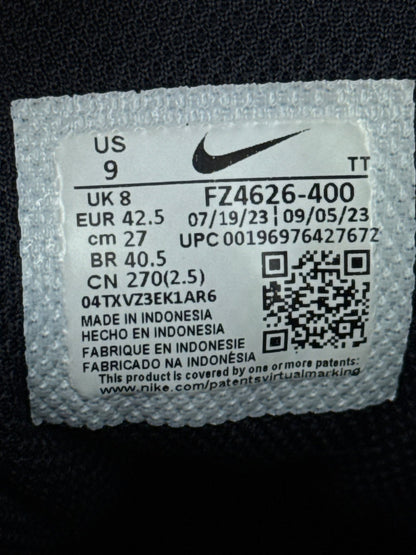 US
9
TT
UK 8
FZ4626-400
EUR 42.5
07/19/23 | 09/05/23
cm 27
UPC 00196976427672
BR 40.5
CN 270(2.5)
04TXVZ3EK1AR6
MADE IN INDONESIA
HECHO EN INDONESIA
FABRIQUE EN INDONESIE
FABRICADO NA INDONÉSIA
This product is covered by one or more patents:
www.nike.com/patentsvirtualmarking